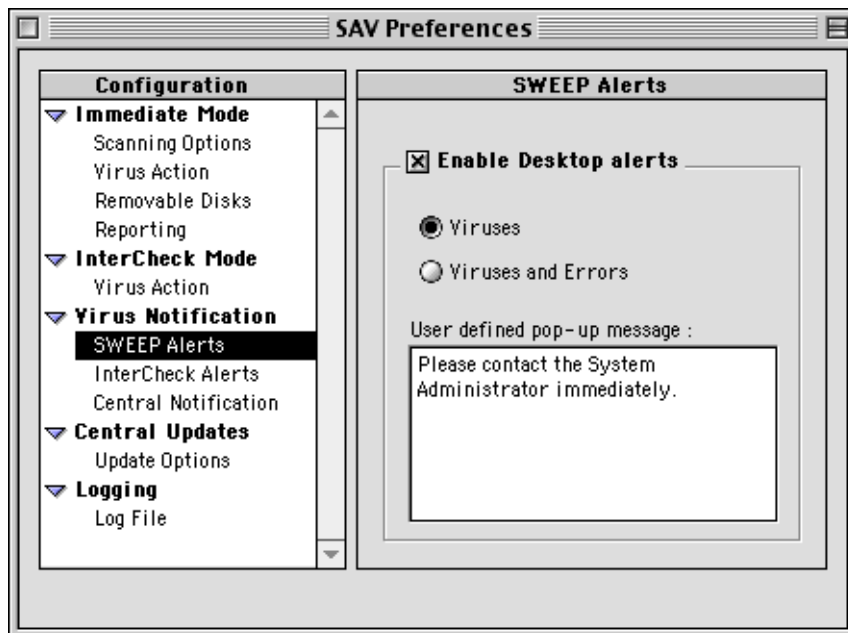 SAV Preferences
Configuration
Immediate Mode
Scanning Options
Virus Action
Removable Disks
Reporting
InterCheck Mode
Virus Action
Virus Notification
SWEEP Alerts
InterCheck Alerts
Central Notification
Central Updates
Update Options
Logging
Log File
SWEEP Alerts
Enable Desktop alerts
Viruses
Viruses and Errors
User defined pop-up message :
Please contact the System
Administrator immediately.